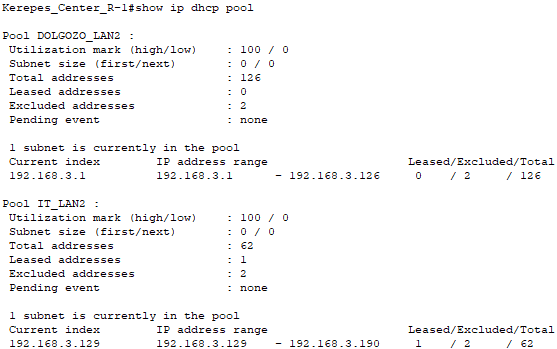 Kerepes_Center_R-1#show ip dhcp pool
Pool DOLGOZO_LAN2 :
Utilization mark (high/low) : 100 / 0
Subnet size (first/next) : 0 / 0
Total addresses : 126
Leased addresses : 0
Excluded addresses : 2
Pending event : none
1 subnet is currently in the pool
Current index IP address range Leased/Excluded/Total
192.168.3.1 192.168.3.1 - 192.168.3.126 0 / 2 / 126
Pool IT_LAN2 :
Utilization mark (high/low) : 100 / 0
Subnet size (first/next) : 0 / 0
Total addresses : 62
Leased addresses : 1
Excluded addresses : 2
Pending event : none
1 subnet is currently in the pool
Current index IP address range Leased/Excluded/Total
192.168.3.129 192.168.3.129 - 192.168.3.190 1 / 2 / 62